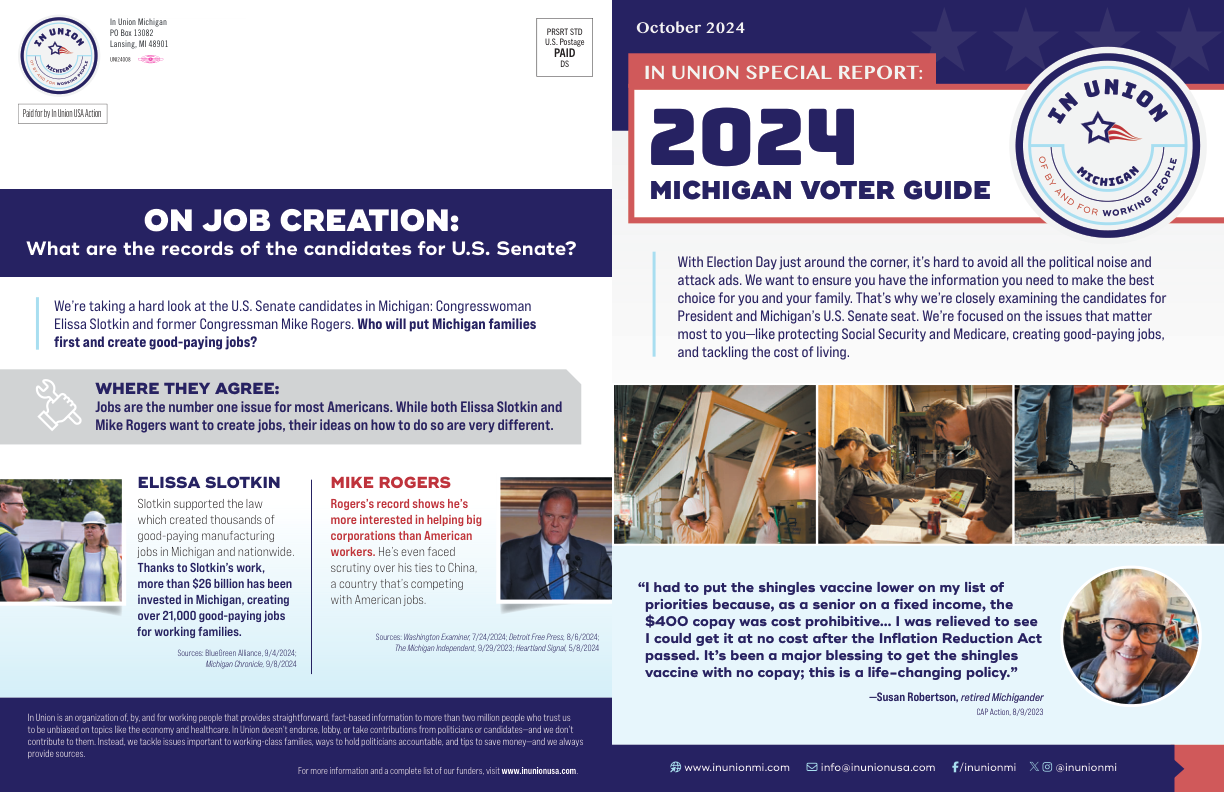 In Union Michigan
PO Box 13082
Lansing, MI 48901
UNI24009
IN UNION
MICHIGAN
OF BY AND FOR WORKING PEOPLE
Paid for by In Union USA Action
PRSRT STD
U.S. Postage
PAID
DS
ON JOB CREATION:
What are the records of the candidates for U.S. Senate?
We're taking a hard look at the U.S. Senate candidates in Michigan: Congresswoman
Elissa Slotkin and former Congressman Mike Rogers. Who will put Michigan families
first and create good-paying jobs?
WHERE THEY AGREE:
Jobs are the number one issue for most Americans. While both Elissa Slotkin and
Mike Rogers want to create jobs, their ideas on how to do so are very different.
ELISSA SLOTKIN
Slotkin supported the law
which created thousands of
good-paying manufacturing
jobs in Michigan and nationwide.
Thanks to Slotkin's work,
more than $26 billion has been
invested in Michigan, creating
over 21,000 good-paying jobs
for working families.
Sources: BlueGreen Alliance, 9/4/2024;
Michigan Chronicle, 9/8/2024
MIKE ROGERS
Rogers's record shows he's
more interested in helping big
corporations than American
workers. He's even faced
scrutiny over his ties to China,
a country that's competing
with American jobs.
Sources: Washington Examiner, 7/24/2024; Detroit Free Press, 8/6/2024;
The Michigan Independent, 9/29/2023; Heartland Signal, 5/8/2024
In Union is an organization of, by, and for working people that provides straightforward, fact-based information to more than two million people who trust us
to be unbiased on topics like the economy and healthcare. In Union doesn't endorse, lobby, or take contributions from politicians or candidates—and we don't
contribute to them. Instead, we tackle issues important to working-class families, ways to hold politicians accountable, and tips to save money—and we always
provide sources.
For more information and a complete list of our funders, visit www.inunionusa.com.
October 2024
IN UNION SPECIAL REPORT:
2024
MICHIGAN VOTER GUIDE
IN UNION
MICHIGAN
OF BY AND FOR WORKING PEOPLE
With Election Day just around the corner, it's hard to avoid all the political noise and
attack ads. We want to ensure you have the information you need to make the best
choice for you and your family. That's why we're closely examining the candidates for
President and Michigan's U.S. Senate seat. We're focused on the issues that matter
most to you—like protecting Social Security and Medicare, creating good-paying jobs,
and tackling the cost of living.
"I had to put the shingles vaccine lower on my list of
priorities because, as a senior on a fixed income, the
$400 copay was cost prohibitive... I was relieved to see
I could get it at no cost after the Inflation Reduction Act
passed. It's been a major blessing to get the shingles
vaccine with no copay; this is a life-changing policy."
—Susan Robertson, retired Michigander
CAP Action, 8/9/2023
www.inunionmi.com info@inunionusa.com /inunionmi @inunionmi